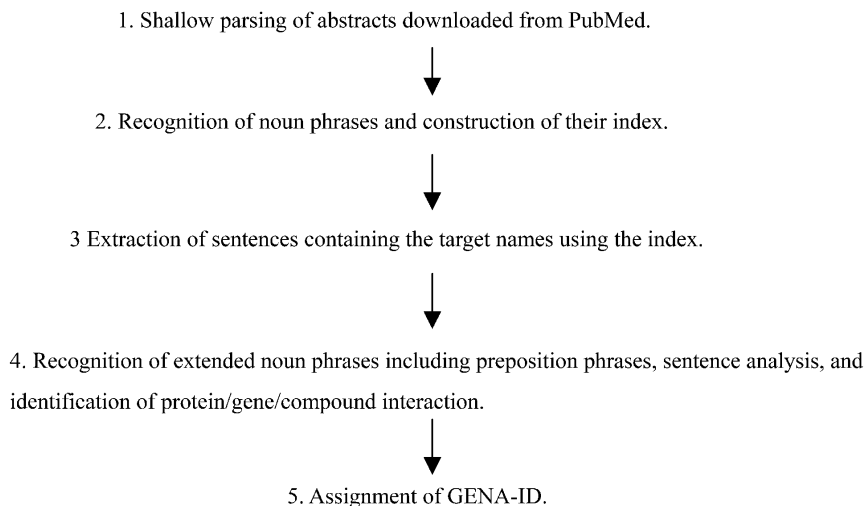 1. Shallow parsing of abstracts downloaded from PubMed.
2. Recognition of noun phrases and construction of their index.
3 Extraction of sentences containing the target names using the index.
4. Recognition of extended noun phrases including preposition phrases, sentence analysis, and
identification of protein/gene/compound interaction.
5. Assignment of GENA-ID.